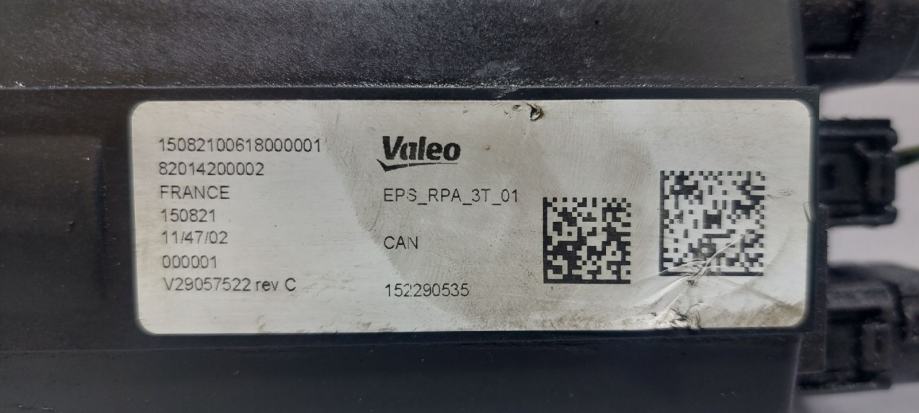 15082100618000001
82014200002
FRANCE
150821
11/47/02
000001
V29057522 rev C
Valeo
EPS_RPA_3T_01
CAN
152290535